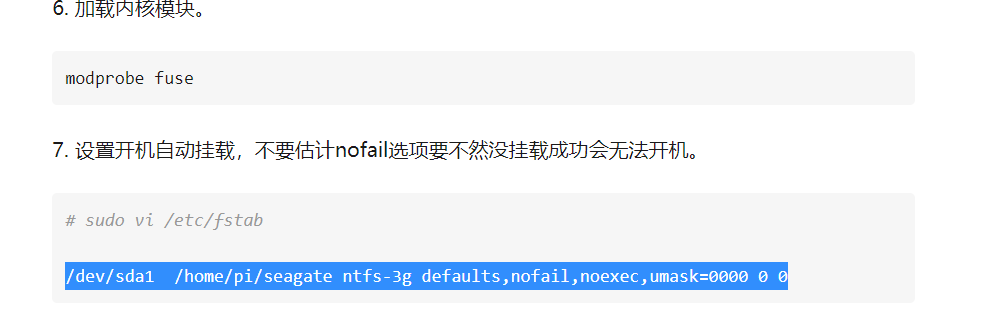 6. 加载内核模块。
modprobe fuse
7. 设置开机自动挂载，不要估计nofail选项要不然没挂载成功会无法开机。
# sudo vi /etc/fstab
/dev/sda1  /home/pi/seagate ntfs-3g defaults,nofail,noexec,umask=0000 0 0